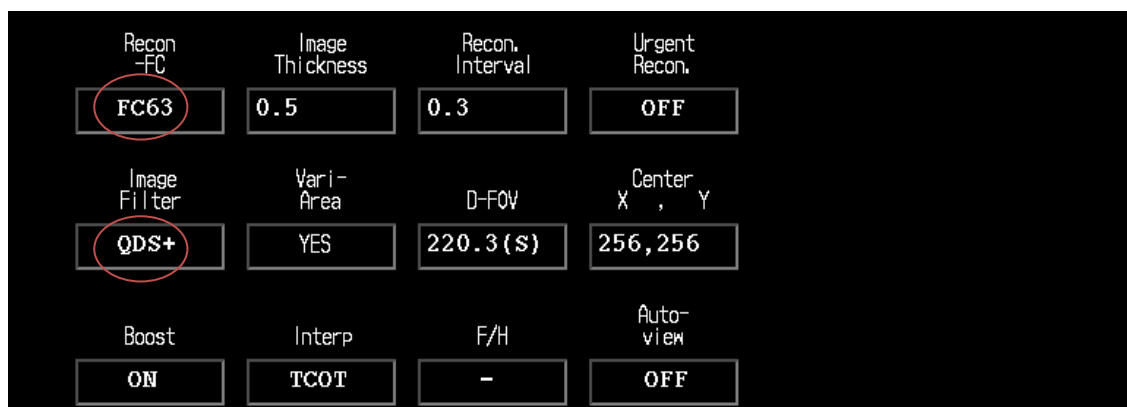 Recon -FC
Image Thickness
Recon. Interval
Urgent Recon.
FC63
0.5
0.3
OFF
Image Filter
Vari- Area
D-FOV
Center X , Y
QDS+
YES
220.3(S)
256,256
Boost
Interp
F/H
Auto- view
ON
TCOT
-
OFF